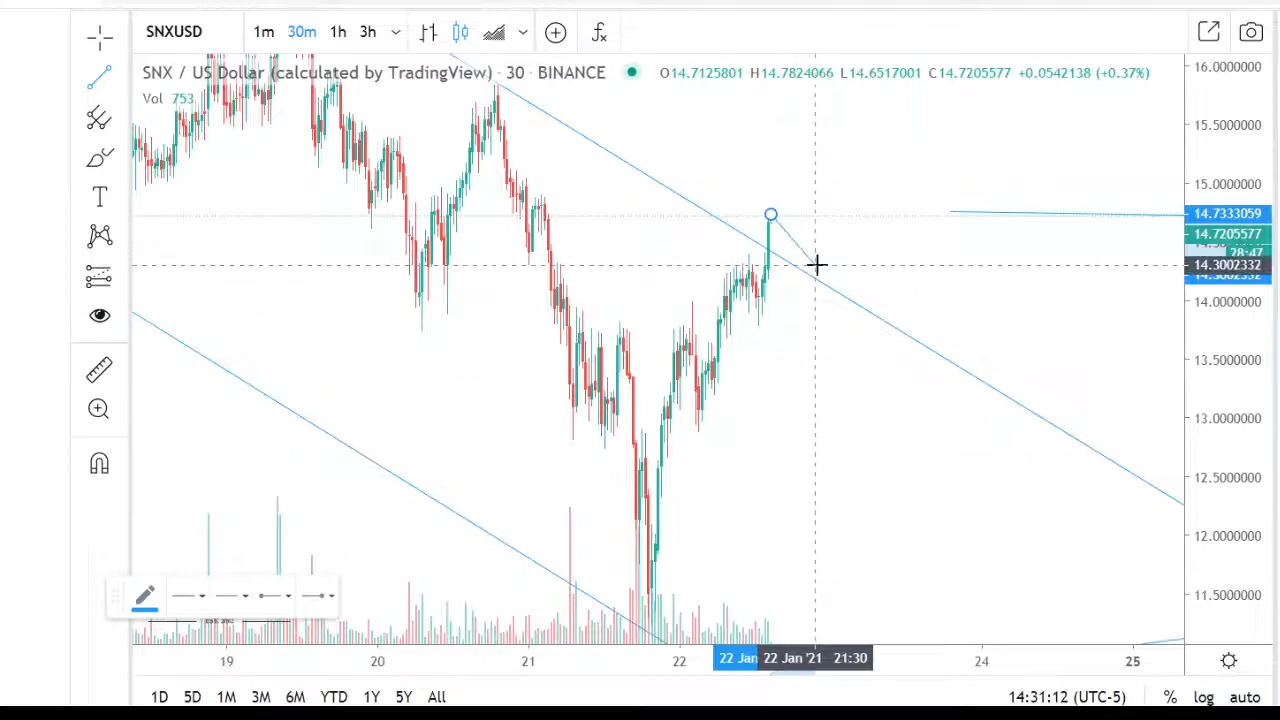 SNXUSD 1m 30m 1h 3h
SNX / US Dollar (calculated by TradingView) · 30 · BINANCE O14.7125801 H14.7824066 L14.6517001 C14.7205577 +0.0542138 (+0.37%)
Vol 753
16.0000000
15.5000000
15.0000000
14.7333059
14.7205577
28:47
14.3002332
14.0000000
13.5000000
13.0000000
12.5000000
12.0000000
11.5000000
19 20 21 22 22 Jan 22 Jan '21 21:30 24 25
1D 5D 1M 3M 6M YTD 1Y 5Y All 14:31:12 (UTC-5) % log auto